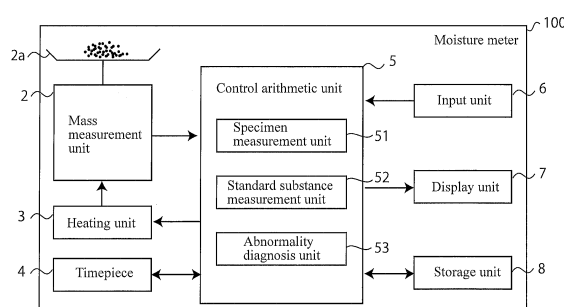 100
Moisture meter
2a
2
Mass
measurement
unit
3
Heating unit
4
Timepiece
5
Control arithmetic unit
Specimen
measurement unit
51
Standard substance
measurement unit
52
Abnormality
diagnosis unit
53
Input unit
6
Display unit
7
Storage unit
8